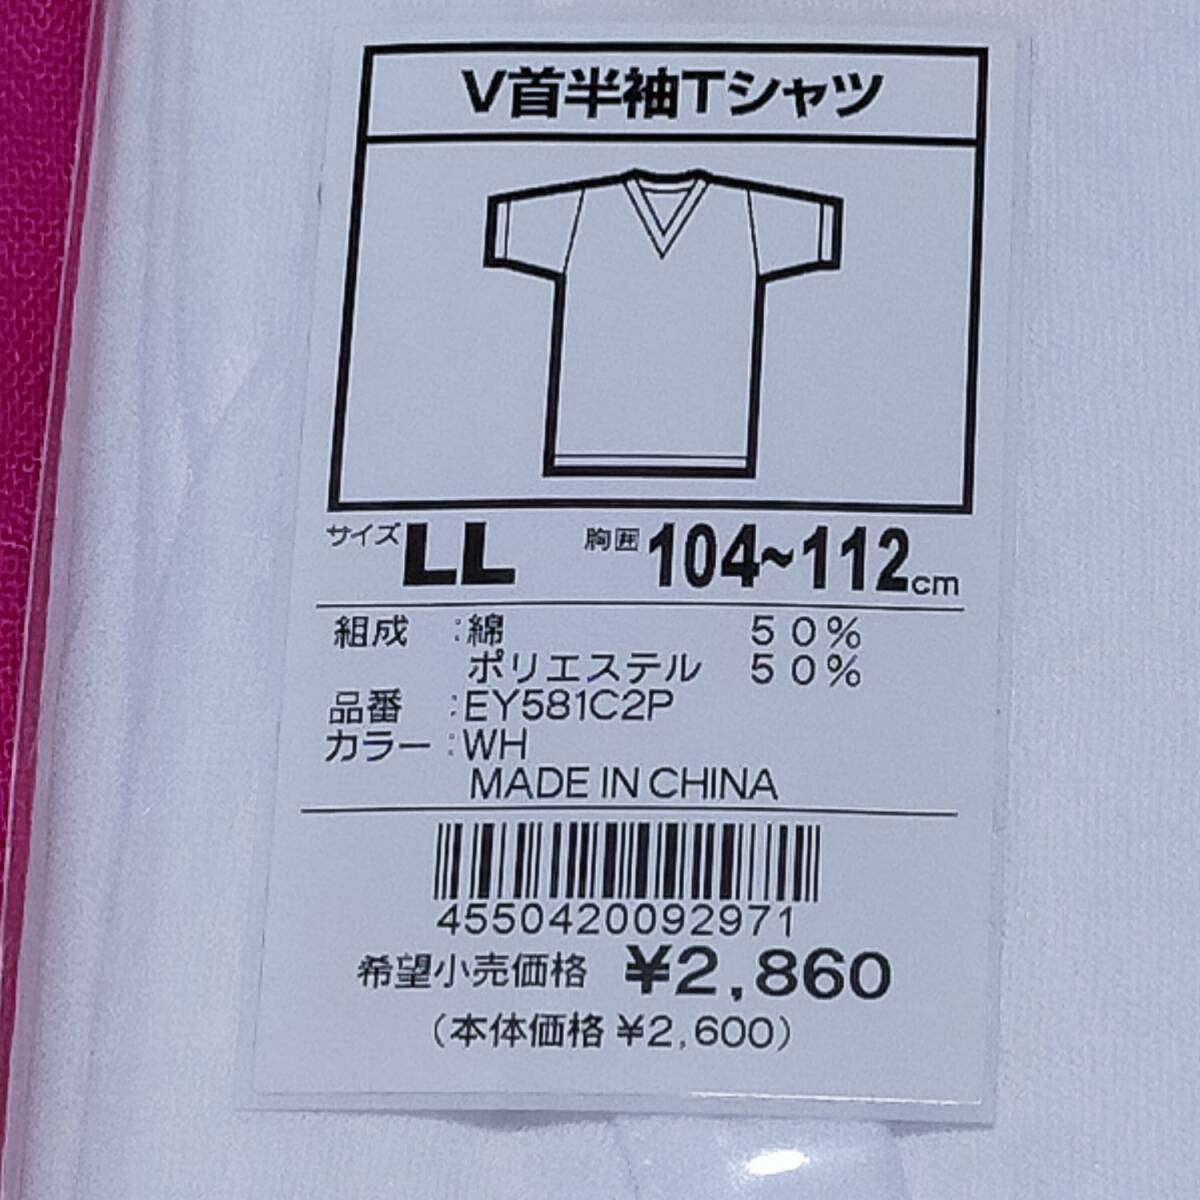 V首半袖Tシャツ
サイズ LL 胸囲 104~112cm
組成 :綿 50%
ポリエステル 50%
品番 :EY581C2P
カラー:WH
MADE IN CHINA
4550420092971
希望小売価格 ¥2,860
(本体価格 ¥2,600)